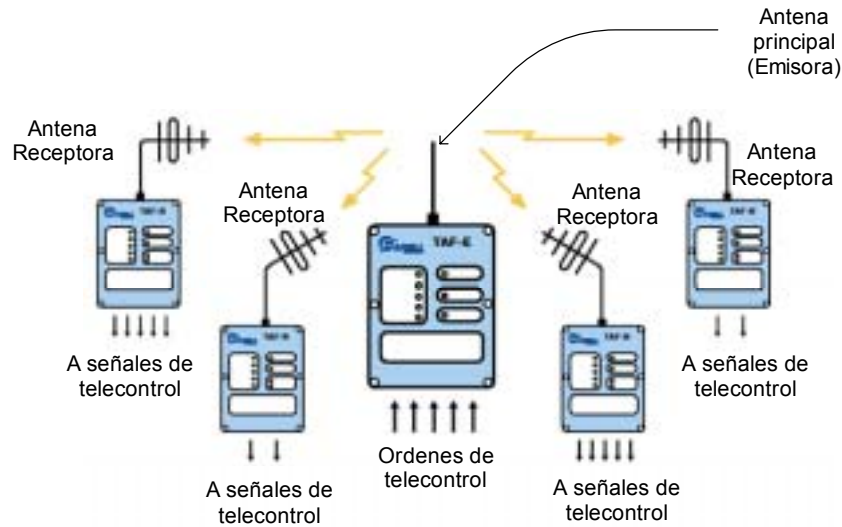 Antena
principal
(Emisora)
Antena
Receptora
Antena
Receptora
Antena
Receptora
Antena
Receptora
TAF-E
A señales de
telecontrol
A señales de
telecontrol
Ordenes de
telecontrol
A señales de
telecontrol
A señales de
telecontrol